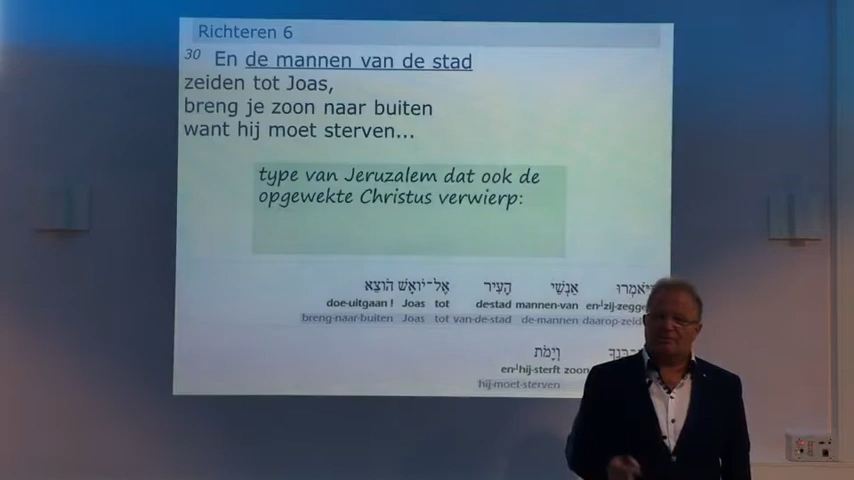 Richteren 6
30 En de mannen van de stad
zeiden tot Joas,
breng je zoon naar buiten
want hij moet sterven...
type van Jeruzalem dat ook de
opgewekte Christus verwierp:
אֶל־יוֹאָשׁ הוֹצֵא הָעִיר אַנְשֵׁי
doe-uitgaan ! Joas tot destad mannen-van
breng-naar-buiten Joas tot van-de-stad de-mannen
וְיָמֹת
en-hij-sterft zoon
hij-moet-sterven